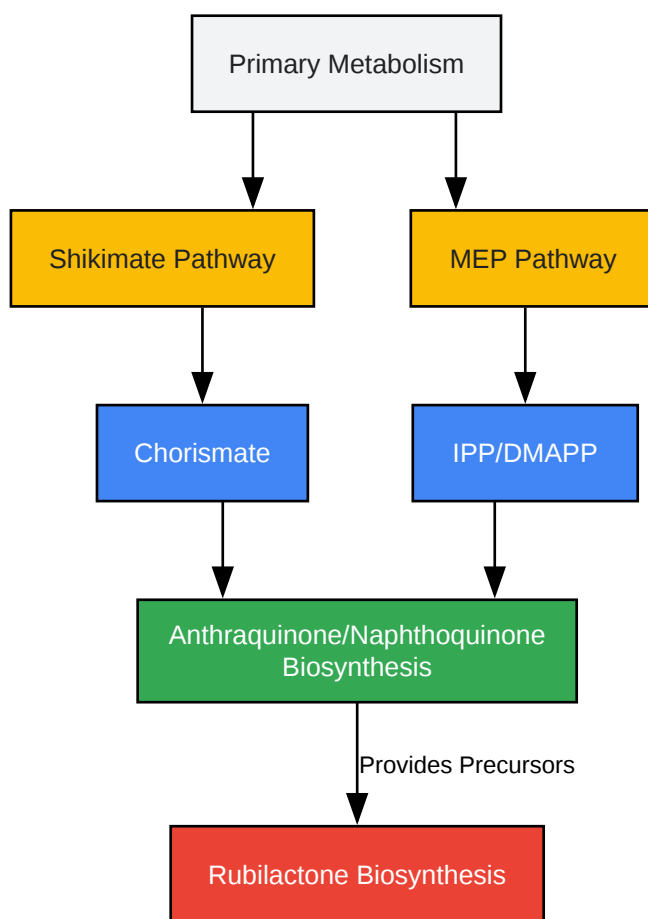 Primary Metabolism
Shikimate Pathway
MEP Pathway
Chorismate
IPP/DMAPP
Anthraquinone/Naphthoquinone
Biosynthesis
Provides Precursors
Rubilactone Biosynthesis